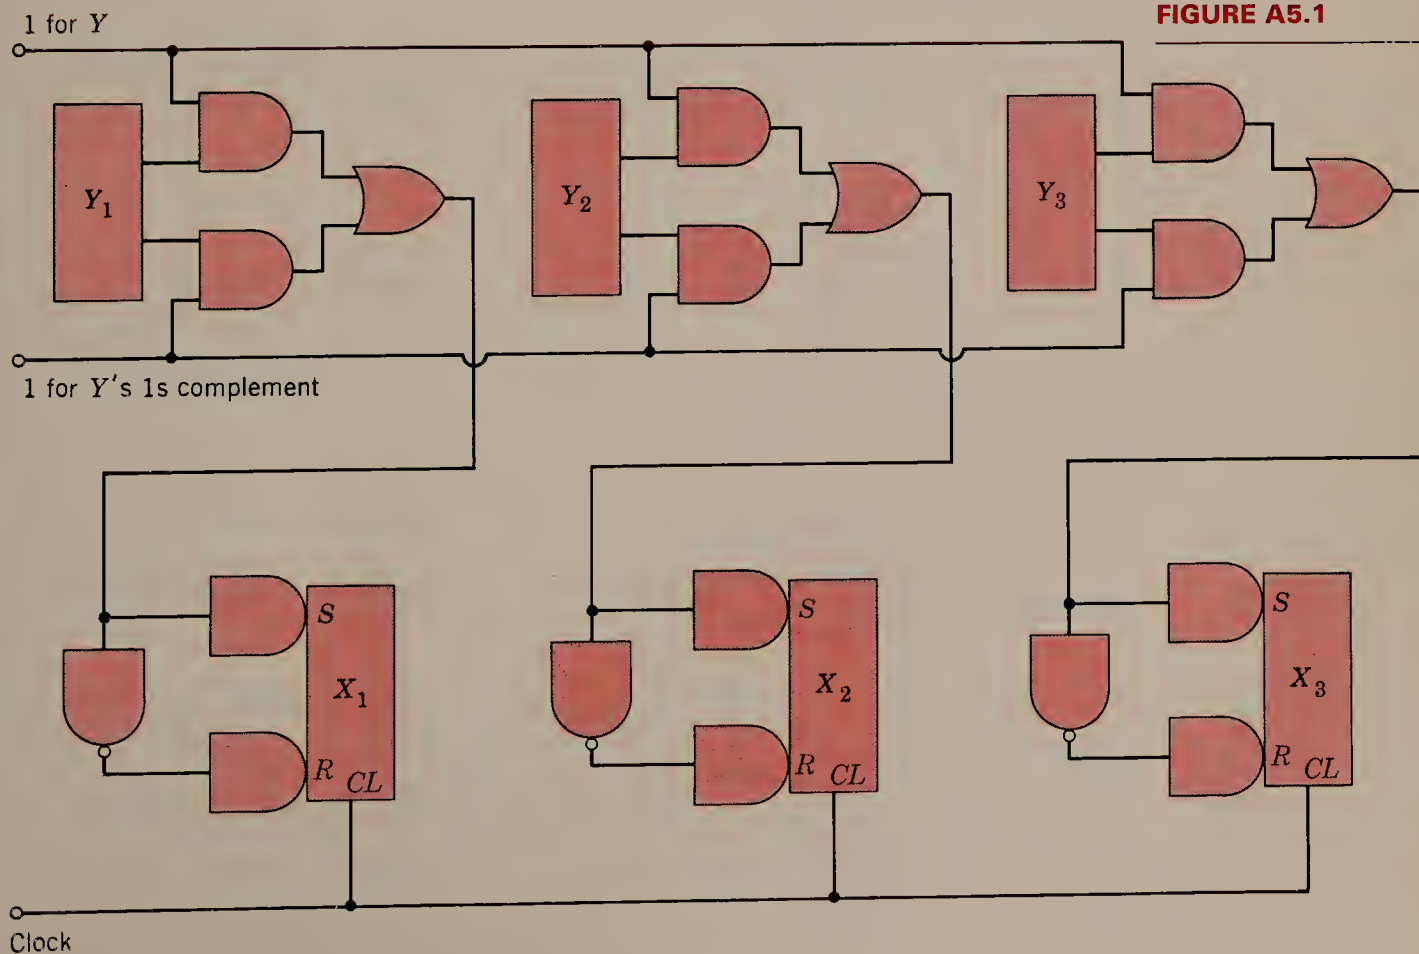 FIGURE A5.1
1 for Y
Y₁
Y₂
Y₃
1 for Y's 1s complement
S
X₁
R
CL
S
X₂
R
CL
S
X₃
R
CL
Clock